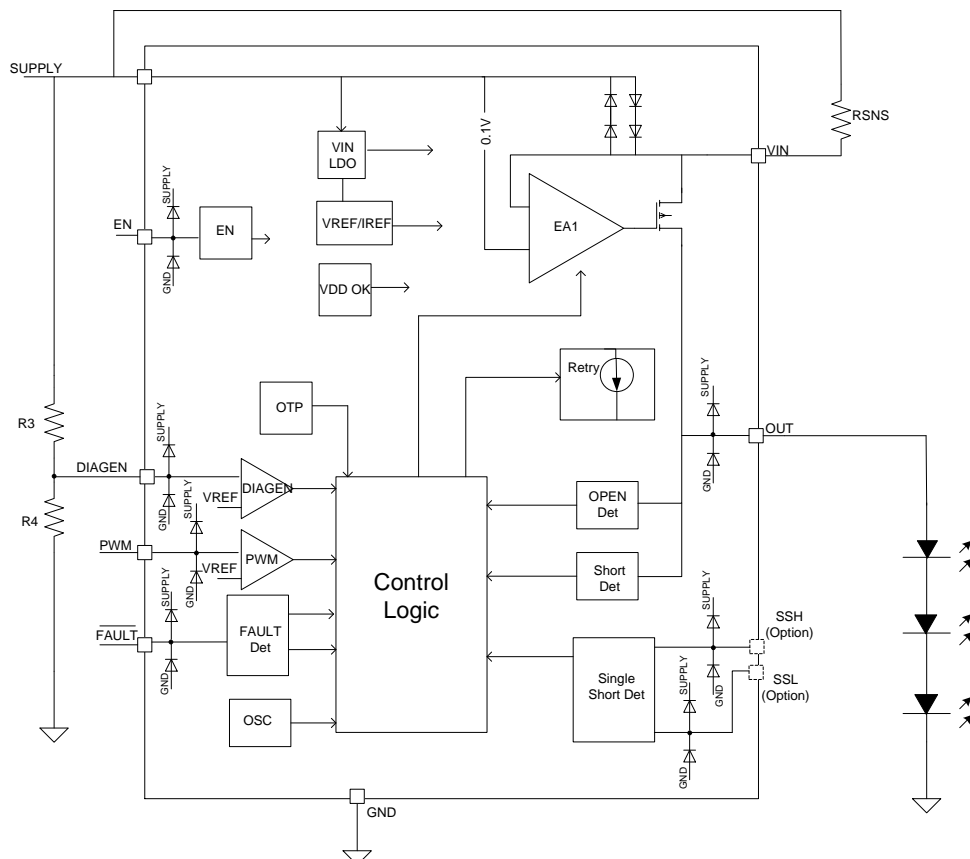 SUPPLY
RSNS
0.1V
VIN
LDO
VIN
SUPPLY
EN
EN
GND
VREF/IREF
EA1
VDD OK
Retry
SUPPLY
OTP
R3
SUPPLY
OUT
DIAGEN
DIAGEN
VREF
GND
SUPPLY
GND
OPEN
Det
R4
PWM
PWM
VREF
GND
Short
Det
Control
Logic
SUPPLY
SUPPLY
FAULT
FAULT
Det
GND
SSH
(Option)
Single
Short Det
SUPPLY
GND
SSL
(Option)
OSC
GND
GND